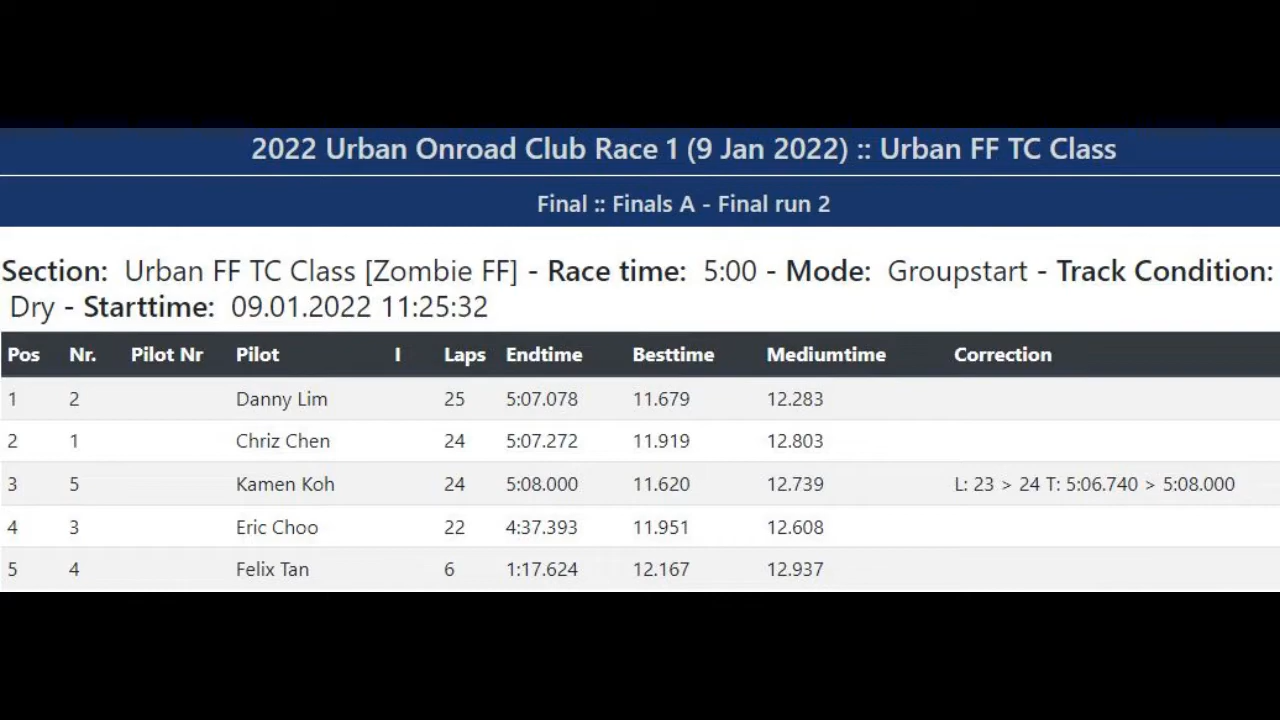 2022 Urban Onroad Club Race 1 (9 Jan 2022) :: Urban FF TC Class
Final :: Finals A - Final run 2
Section: Urban FF TC Class [Zombie FF] - Race time: 5:00 - Mode: Groupstart - Track Condition:
Dry - Starttime: 09.01.2022 11:25:32
Pos Nr. Pilot Nr Pilot I Laps Endtime Besttime Mediumtime Correction
1 2 Danny Lim 25 5:07.078 11.679 12.283
2 1 Chriz Chen 24 5:07.272 11.919 12.803
3 5 Kamen Koh 24 5:08.000 11.620 12.739 L: 23 > 24 T: 5:06.740 > 5:08.000
4 3 Eric Choo 22 4:37.393 11.951 12.608
5 4 Felix Tan 6 1:17.624 12.167 12.937